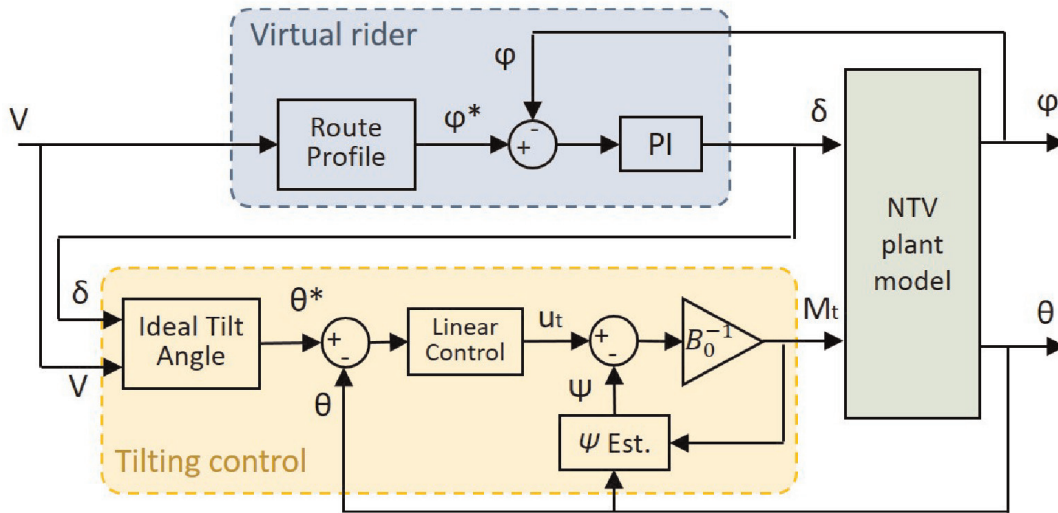 Virtual rider
V
Route
Profile
φ*
φ
-
+
PI
δ
φ
NTV
plant
model
δ
V
Ideal Tilt
Angle
θ*
+
-
θ
Linear
Control
uₜ
+
-
Ψ
B₀⁻¹
Mₜ
θ
Ψ Est.
Tilting control